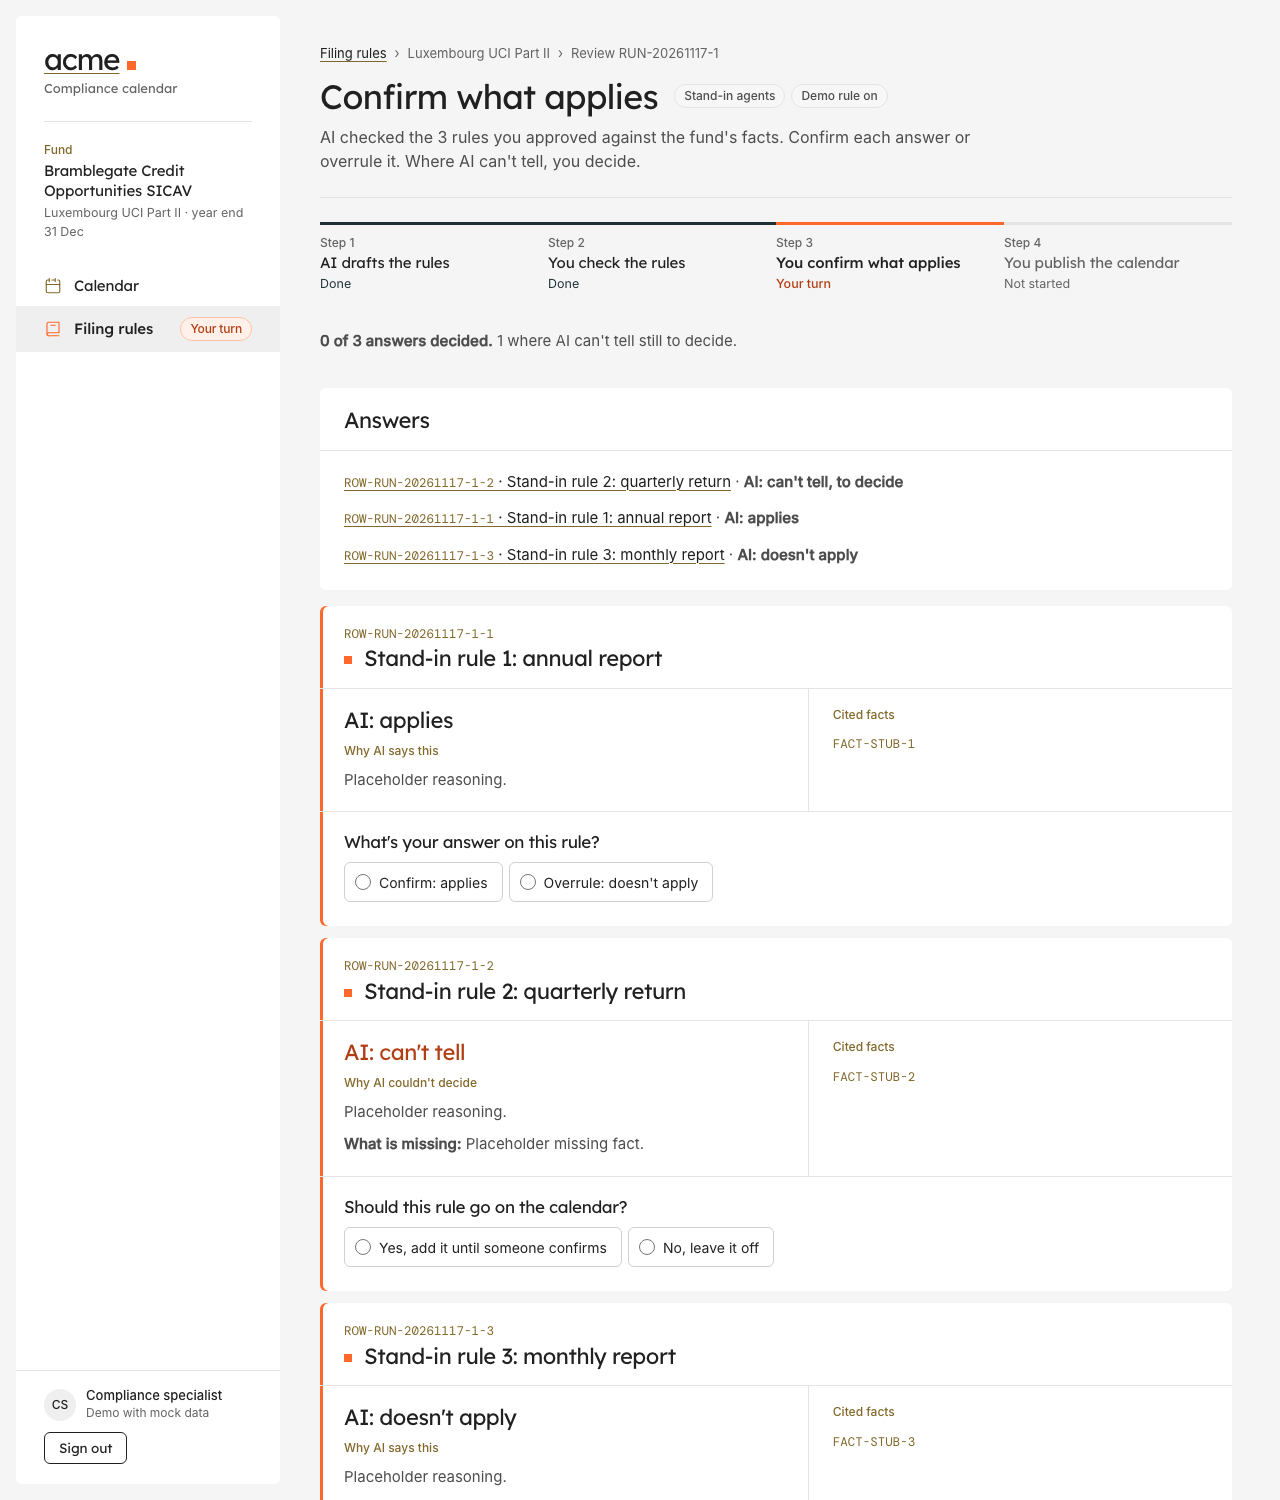 acme
Compliance calendar
Fund
Bramblegate Credit
Opportunities SICAV
Luxembourg UCI Part II · year end
31 Dec
Calendar
Filing rules
Your turn
CS
Compliance specialist
Demo with mock data
Sign out
Filing rules › Luxembourg UCI Part II › Review RUN-20261117-1
Confirm what applies
Stand-in agents
Demo rule on
AI checked the 3 rules you approved against the fund's facts. Confirm each answer or
overrule it. Where AI can't tell, you decide.
Step 1
AI drafts the rules
Done
Step 2
You check the rules
Done
Step 3
You confirm what applies
Your turn
Step 4
You publish the calendar
Not started
0 of 3 answers decided. 1 where AI can't tell still to decide.
Answers
ROW-RUN-20261117-1-2 · Stand-in rule 2: quarterly return · AI: can't tell, to decide
ROW-RUN-20261117-1-1 · Stand-in rule 1: annual report · AI: applies
ROW-RUN-20261117-1-3 · Stand-in rule 3: monthly report · AI: doesn't apply
ROW-RUN-20261117-1-1
Stand-in rule 1: annual report
AI: applies
Why AI says this
Placeholder reasoning.
Cited facts
FACT-STUB-1
What's your answer on this rule?
Confirm: applies
Overrule: doesn't apply
ROW-RUN-20261117-1-2
Stand-in rule 2: quarterly return
AI: can't tell
Why AI couldn't decide
Placeholder reasoning.
What is missing: Placeholder missing fact.
Cited facts
FACT-STUB-2
Should this rule go on the calendar?
Yes, add it until someone confirms
No, leave it off
ROW-RUN-20261117-1-3
Stand-in rule 3: monthly report
AI: doesn't apply
Why AI says this
Placeholder reasoning.
Cited facts
FACT-STUB-3